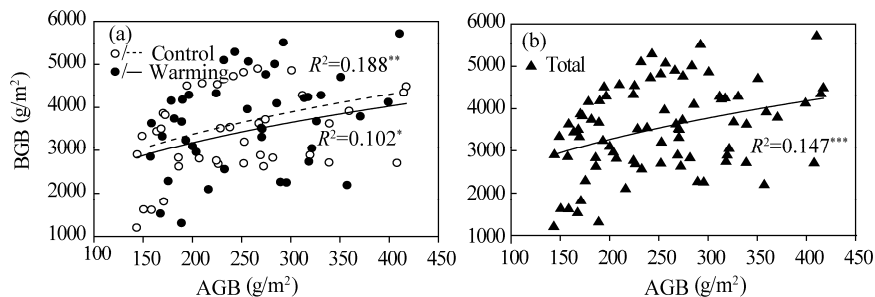 (a)
Control
Warming
R²=0.188**
R²=0.102*
6000
5000
4000
3000
2000
1000
BGB (g/m²)
100 150 200 250 300 350 400 450
AGB (g/m²)
(b)
Total
R²=0.147***
6000
5000
4000
3000
2000
1000
100 150 200 250 300 350 400 450
AGB (g/m²)